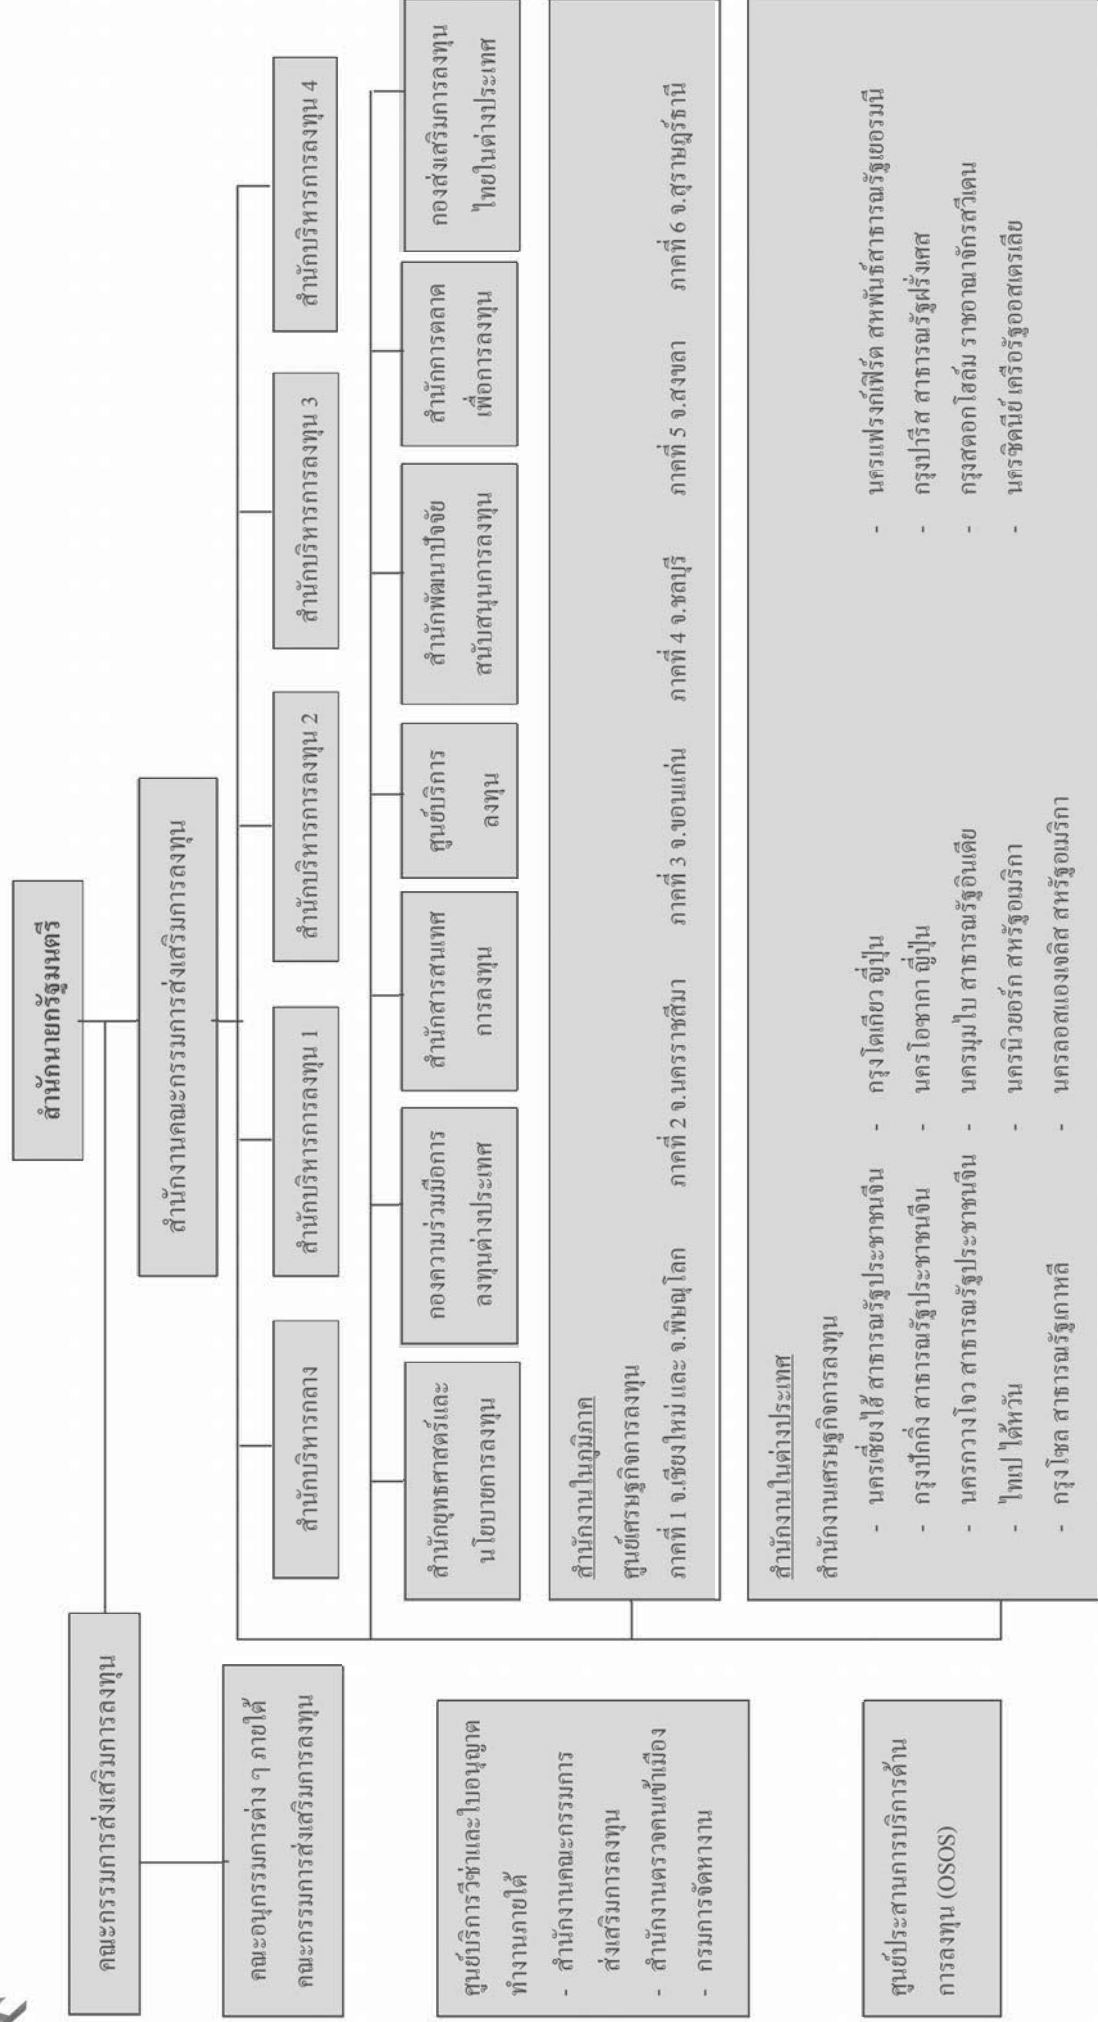 สำนักนายกรัฐมนตรี
คณะกรรมการส่งเสริมการลงทุน
สำนักงานคณะกรรมการส่งเสริมการลงทุน
คณะอนุกรรมการต่าง ๆ ภายใต้
คณะกรรมการส่งเสริมการลงทุน
สำนักบริหารกลาง
สำนักบริหารการลงทุน 1
สำนักบริหารการลงทุน 2
สำนักบริหารการลงทุน 3
สำนักบริหารการลงทุน 4
สำนักยุทธศาสตร์และ
นโยบายการลงทุน
กองความร่วมมือการ
ลงทุนต่างประเทศ
สำนักสารสนเทศ
การลงทุน
ศูนย์บริการ
ลงทุน
สำนักพัฒนาปัจจัย
สนับสนุนการลงทุน
สำนักการตลาด
เพื่อการลงทุน
กองส่งเสริมการลงทุน
ไทยในต่างประเทศ
ศูนย์บริการวีซ่าและใบอนุญาต
ทำงานภายใต้
- สำนักงานคณะกรรมการ
ส่งเสริมการลงทุน
- สำนักงานตรวจคนเข้าเมือง
- กรมการจัดหางาน
สำนักงานในภูมิภาค
ศูนย์เศรษฐกิจการลงทุน
ภาคที่ 1 จ.เชียงใหม่ และ จ.พิษณุโลก ภาคที่ 2 จ.นครราชสีมา ภาคที่ 3 จ.ขอนแก่น ภาคที่ 4 จ.ชลบุรี ภาคที่ 5 จ.สงขลา ภาคที่ 6 จ.สุราษฎร์ธานี
ศูนย์ประสานการบริการด้าน
การลงทุน (OSOS)
สำนักงานในต่างประเทศ
สำนักงานเศรษฐกิจการลงทุน
- นครเซี่ยงไฮ้ สาธารณรัฐประชาชนจีน - กรุงโตเกียว ญี่ปุ่น - นครแฟรงก์เฟิร์ต สหพันธ์สาธารณรัฐเยอรมนี
- กรุงปักกิ่ง สาธารณรัฐประชาชนจีน - นครโอซากา ญี่ปุ่น - กรุงปารีส สาธารณรัฐฝรั่งเศส
- นครกวางโจว สาธารณรัฐประชาชนจีน - นครมุมไบ สาธารณรัฐอินเดีย - กรุงสตอกโฮล์ม ราชอาณาจักรสวีเดน
- ไทเป ไต้หวัน - นครนิวยอร์ก สหรัฐอเมริกา - นครซิดนีย์ เครือรัฐออสเตรเลีย
- กรุงโซล สาธารณรัฐเกาหลี - นครลอสแองเจลิส สหรัฐอเมริกา